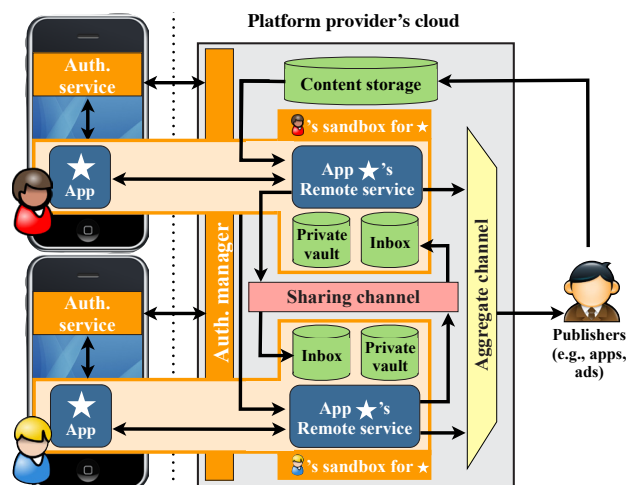 Platform provider's cloud
Auth.
service
Content storage
's sandbox for ★
★
App
App ★'s
Remote service
Private
vault
Inbox
Auth. manager
Sharing channel
Aggregate channel
Publishers
(e.g., apps,
ads)
Auth.
service
Inbox
Private
vault
★
App
App ★'s
Remote service
's sandbox for ★